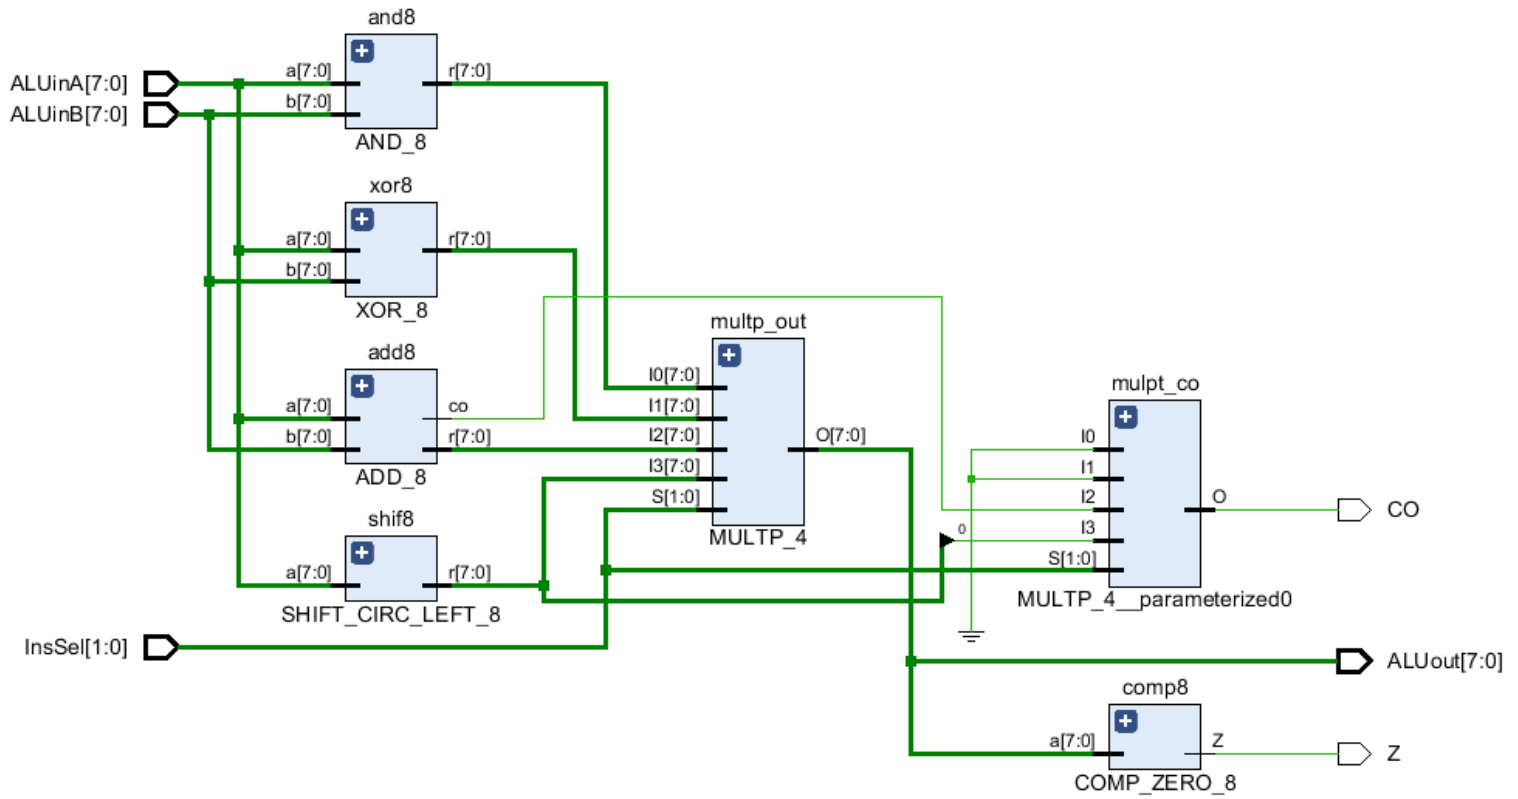 and8
ALUinA[7:0]
a[7:0]
r[7:0]
ALUinB[7:0]
b[7:0]
AND_8
xor8
a[7:0]
r[7:0]
b[7:0]
XOR_8
add8
a[7:0]
co
b[7:0]
r[7:0]
ADD_8
shif8
a[7:0]
r[7:0]
SHIFT_CIRC_LEFT_8
InsSel[1:0]
multp_out
I0[7:0]
I1[7:0]
I2[7:0]
I3[7:0]
S[1:0]
O[7:0]
MULTP_4
mulpt_co
I0
I1
I2
0
I3
S[1:0]
O
CO
MULTP_4__parameterized0
ALUout[7:0]
comp8
a[7:0]
Z
Z
COMP_ZERO_8